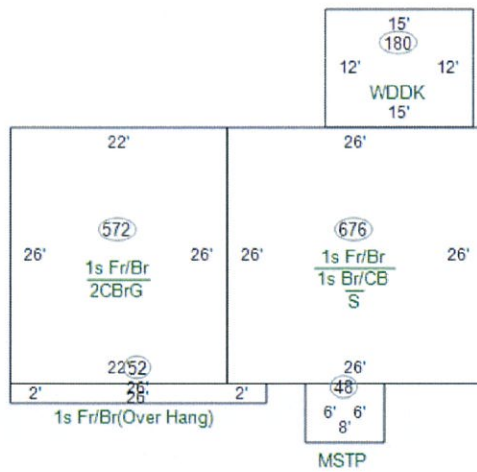 15'
180
12' 12'
WDDK
15'
22' 26'
572 676
26' 26' 26' 26'
1s Fr/Br
2CBrG
1s Fr/Br
1s Br/CB
S
22' 52 26'
26' 48
2' 26' 2'
1s Fr/Br(Over Hang)
6' 6'
8'
MSTP